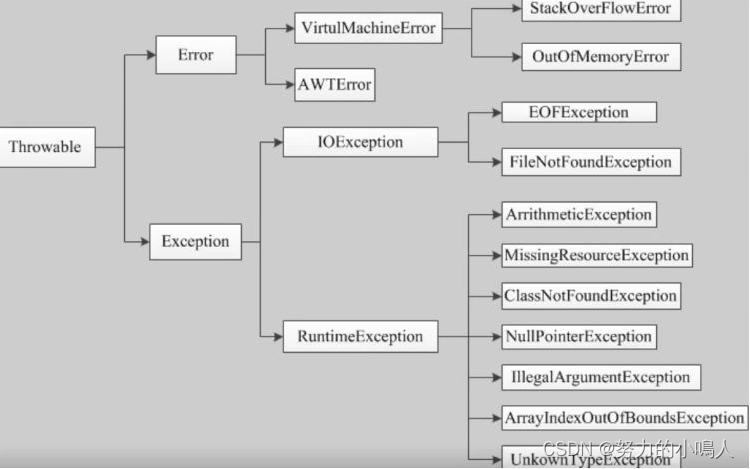 StackOverFlowError
VirtulMachineError
Error
OutOfMemoryError
AWTError
EOFException
IOException
Throwable
FileNotFoundException
ArrithmeticException
Exception
MissingResourceException
ClassNotFoundException
RuntimeException
NullPointerException
IllegalArgumentException
ArrayIndexOutOfBoundsException
UnkownTypeException
CSDN @努力的小鳴人